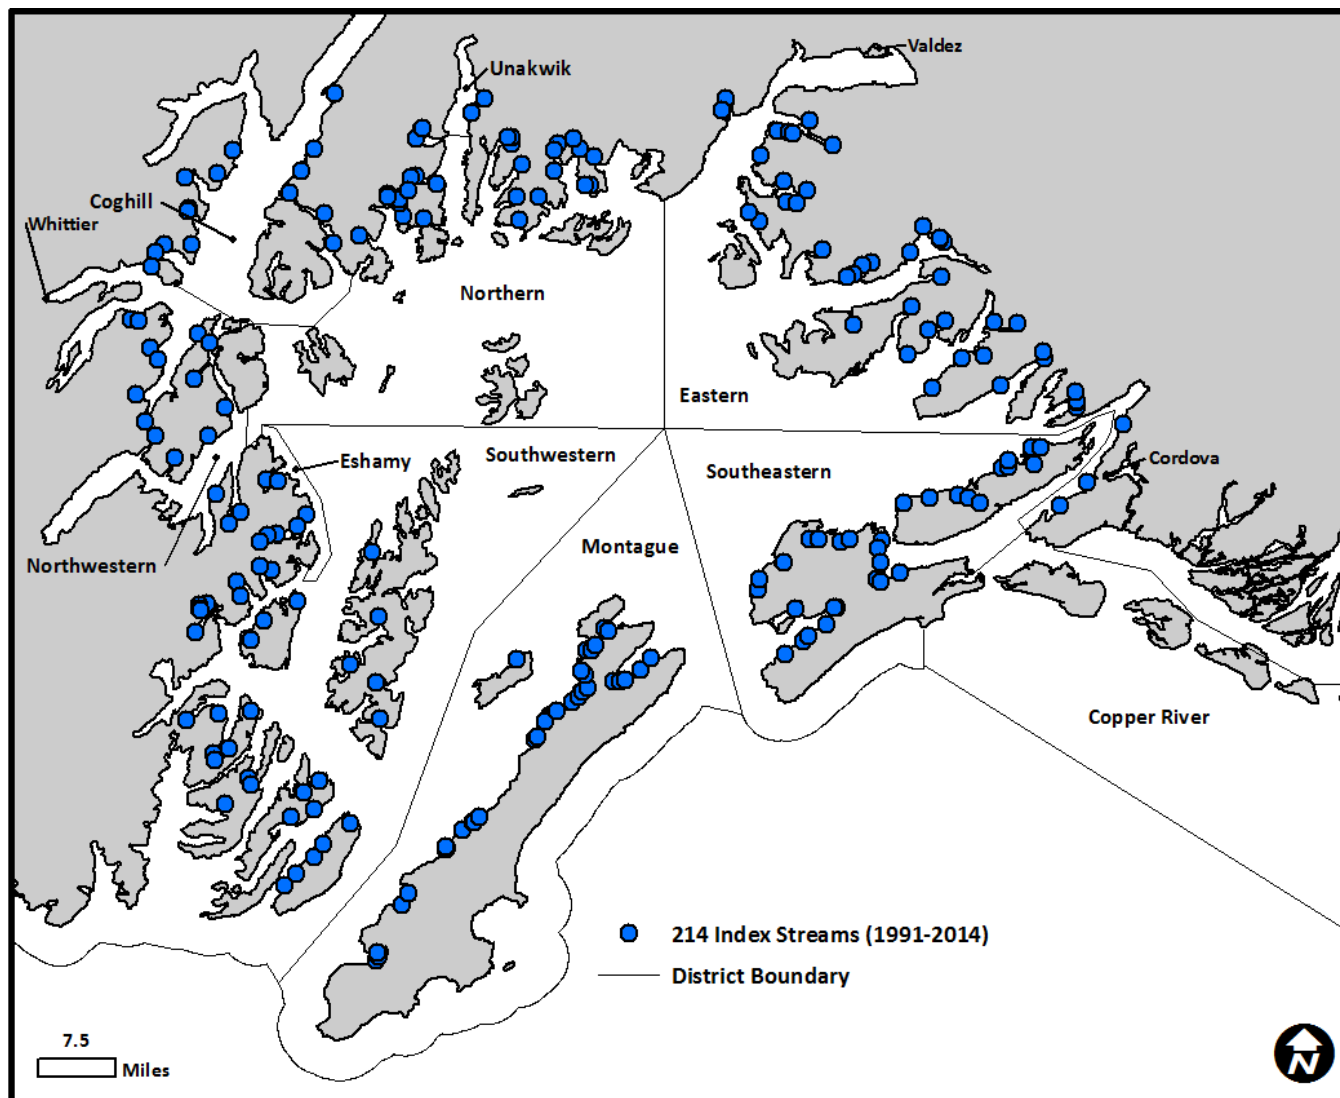 Valdez
Unakwik
Coghill
Whittier
Northern
Eastern
Eshamy
Southwestern
Southeastern
Cordova
Montague
Northwestern
Copper River
214 Index Streams (1991-2014)
District Boundary
7.5
Miles
N